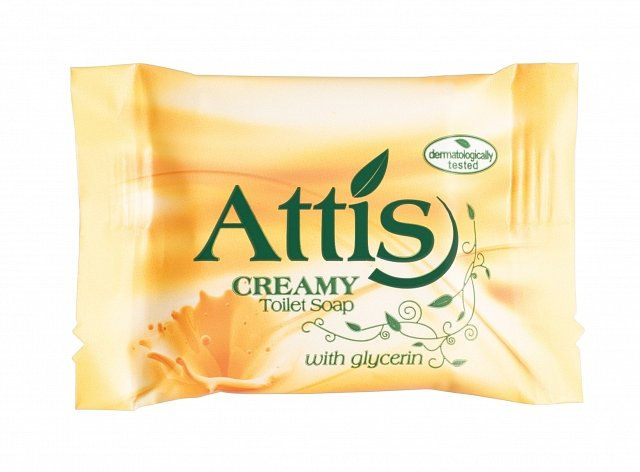 dermatologically
tested
Attis
CREAMY
Toilet Soap
with glycerin